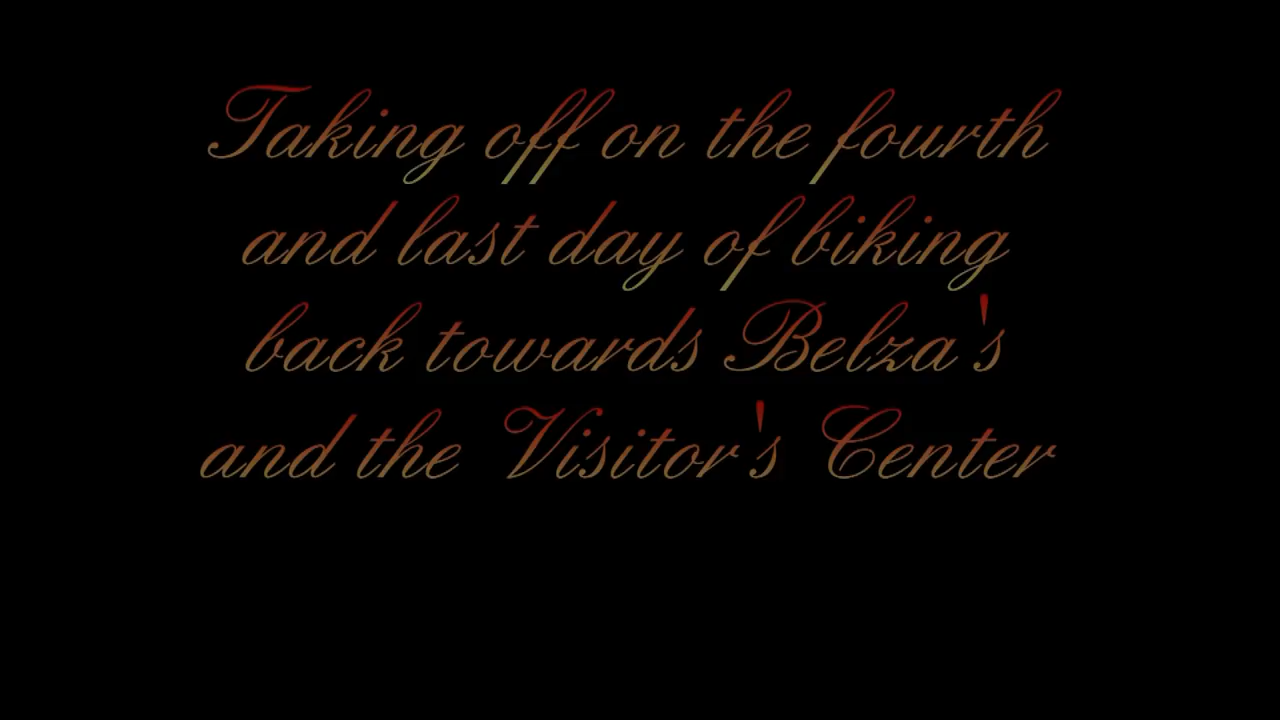 Taking off on the fourth
and last day of biking
back towards Belza's
and the Visitor's Center